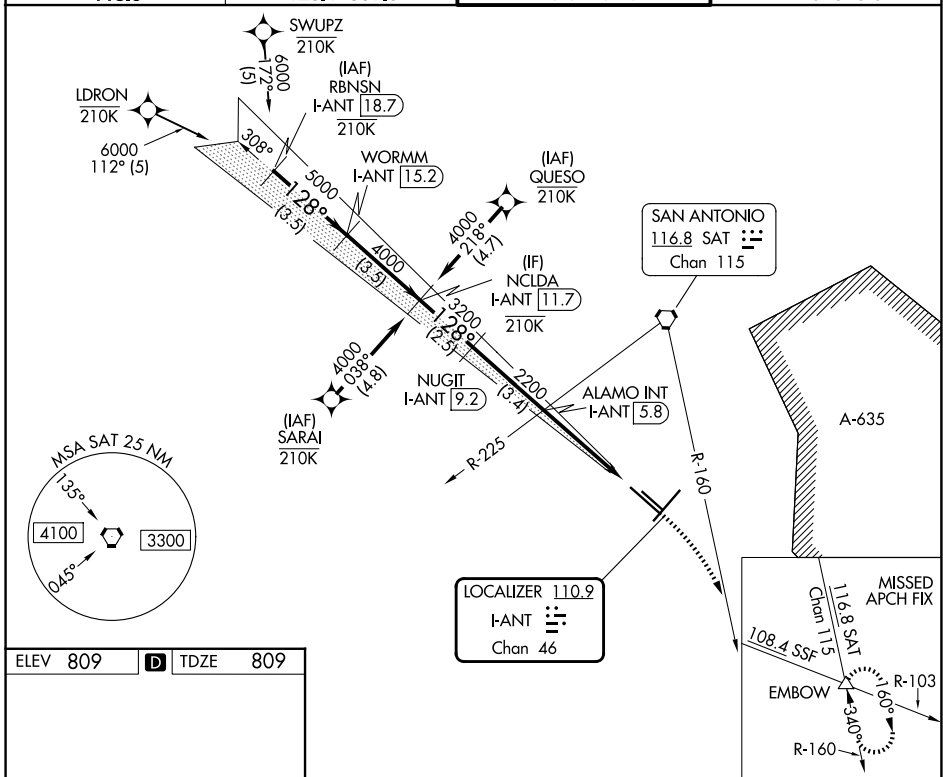 SWUPZ
210K
6000
172°
(5)
(IAF)
RBNSN
I-ANT 18.7
210K
LDRON
210K
6000
112° (5)
308°
5000
128°
(3.5)
WORMM
I-ANT 15.2
4000
(3.5)
(IAF)
QUESO
210K
4000
218°
(4.7)
(IF)
NCLDA
I-ANT 11.7
210K
SAN ANTONIO
116.8 SAT
Chan 115
3200
128°
(2.5)
4000
038°
(4.8)
(IAF)
SARAI
210K
NUGIT
I-ANT 9.2
2200
(3.4)
ALAMO INT
I-ANT 5.8
R-225
R-160
A-635
MSA SAT 25 NM
135°
4100
3300
045°
LOCALIZER 110.9
I-ANT
Chan 46
MISSED
APCH FIX
116.8 SAT
Chan 115
108.4 SSF
EMBOW
R-103
160°
340°
R-160
ELEV 809 D TDZE 809